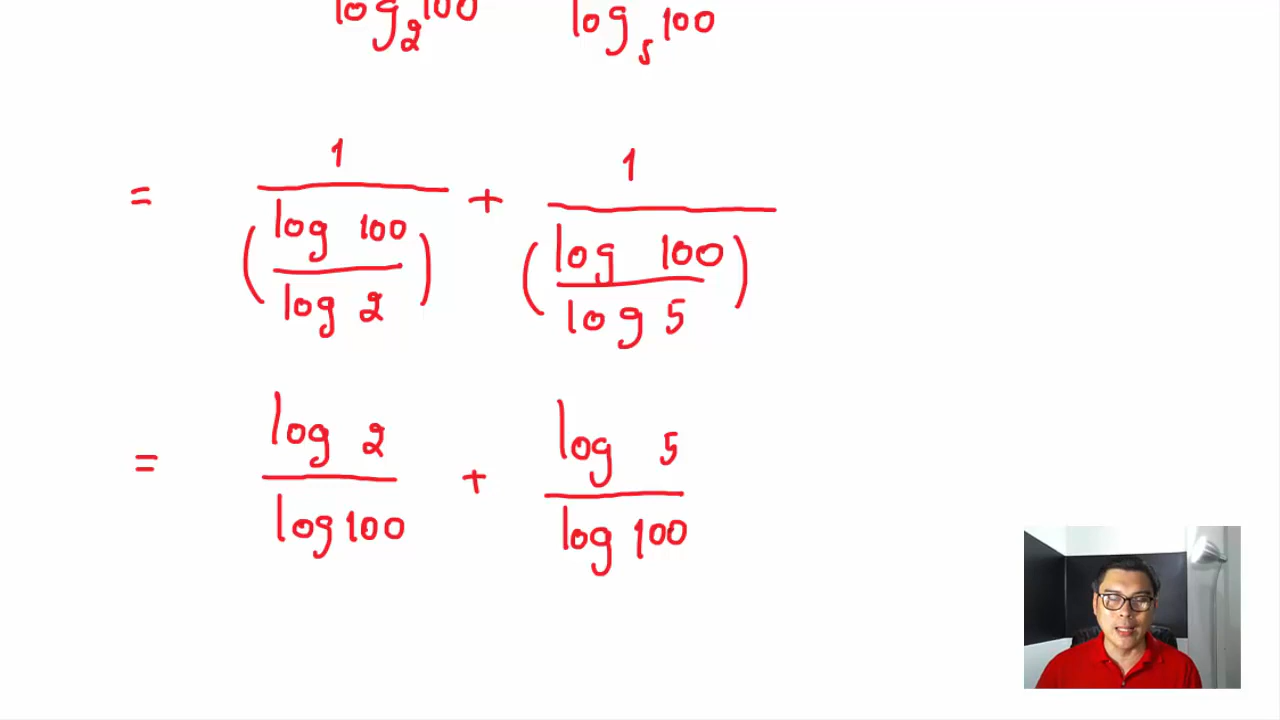 log₂100 log₅100
= 1 + 1
(log 100) (log 100)
log 2 log 5
= log 2 + log 5
log 100 log 100